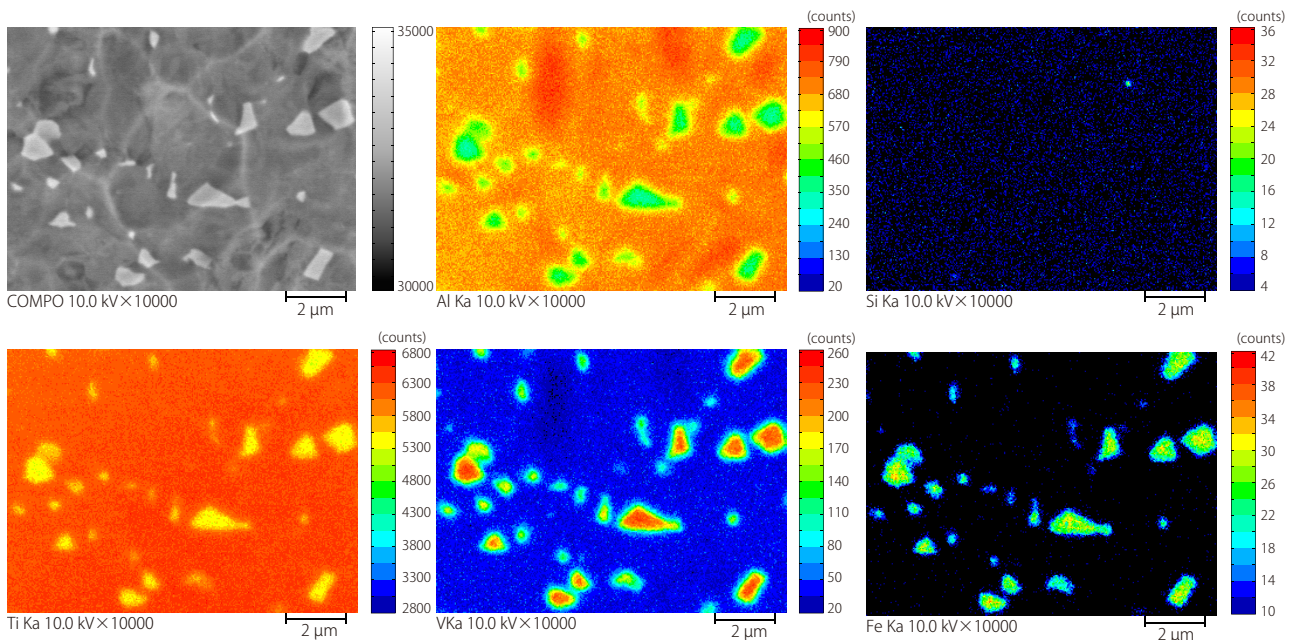 35000
30000
COMPO 10.0 kV×10000
2 μm
(counts)
900
800
680
570
460
350
240
130
20
Al Ka 10.0 kV×10000
2 μm
(counts)
36
32
28
24
20
16
12
8
4
Si Ka 10.0 kV×10000
2 μm
(counts)
6800
6300
5800
5300
4800
4300
3800
3300
2800
Ti Ka 10.0 kV×10000
2 μm
(counts)
260
230
200
170
140
110
80
50
20
VKa 10.0 kV×10000
2 μm
(counts)
42
38
34
30
26
22
18
14
10
Fe Ka 10.0 kV×10000
2 μm